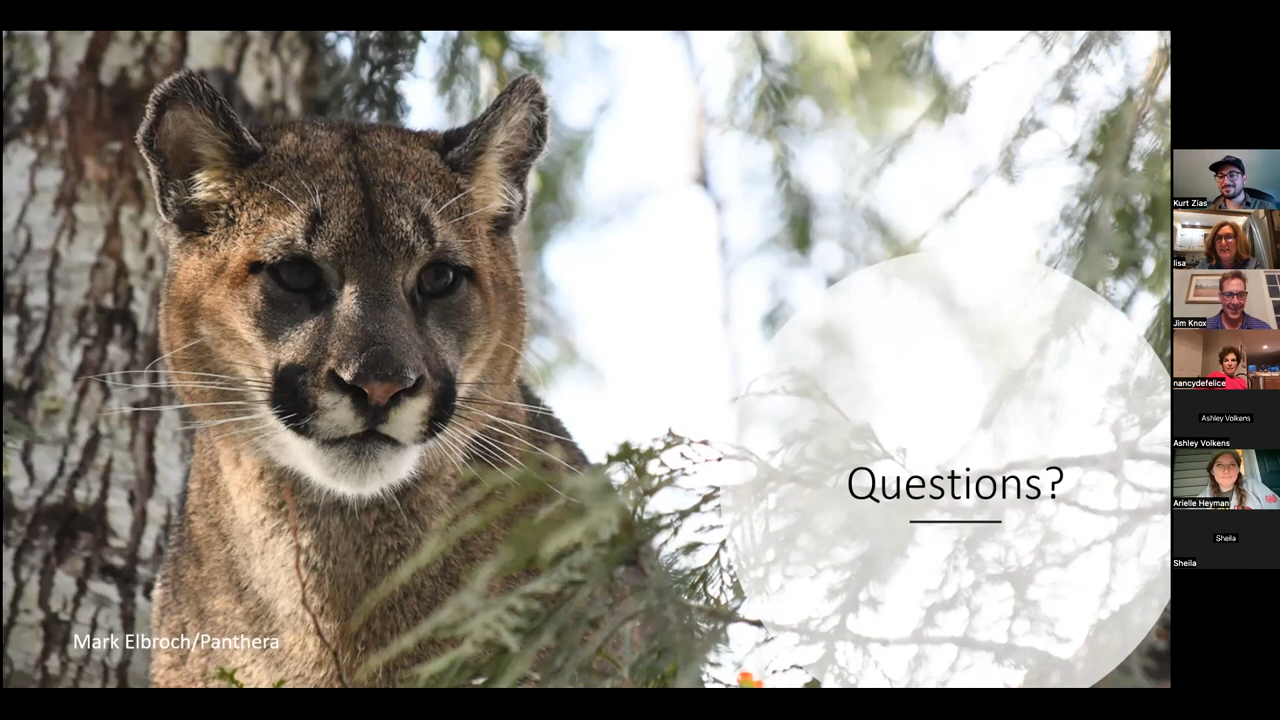 Questions?
Mark Elbroch/Panthera
Kurt Zias
lisa
Jim Knox
nancydefelice
Ashley Volkens
Ashley Volkens
Arielle Heyman
Sheila
Sheila